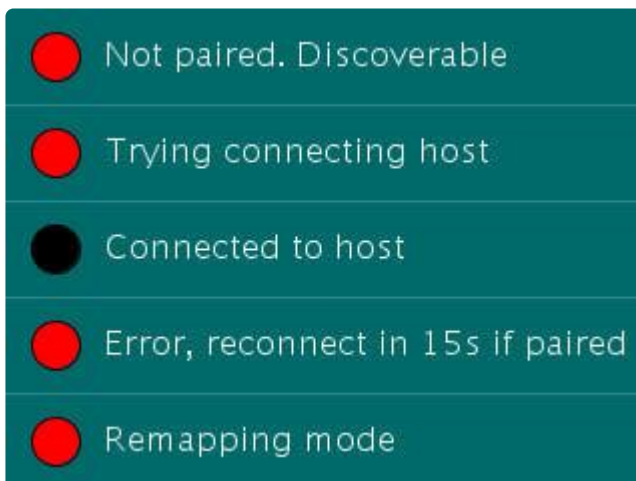 Not paired. Discoverable
Trying connecting host
Connected to host
Error, reconnect in 15s if paired
Remapping mode